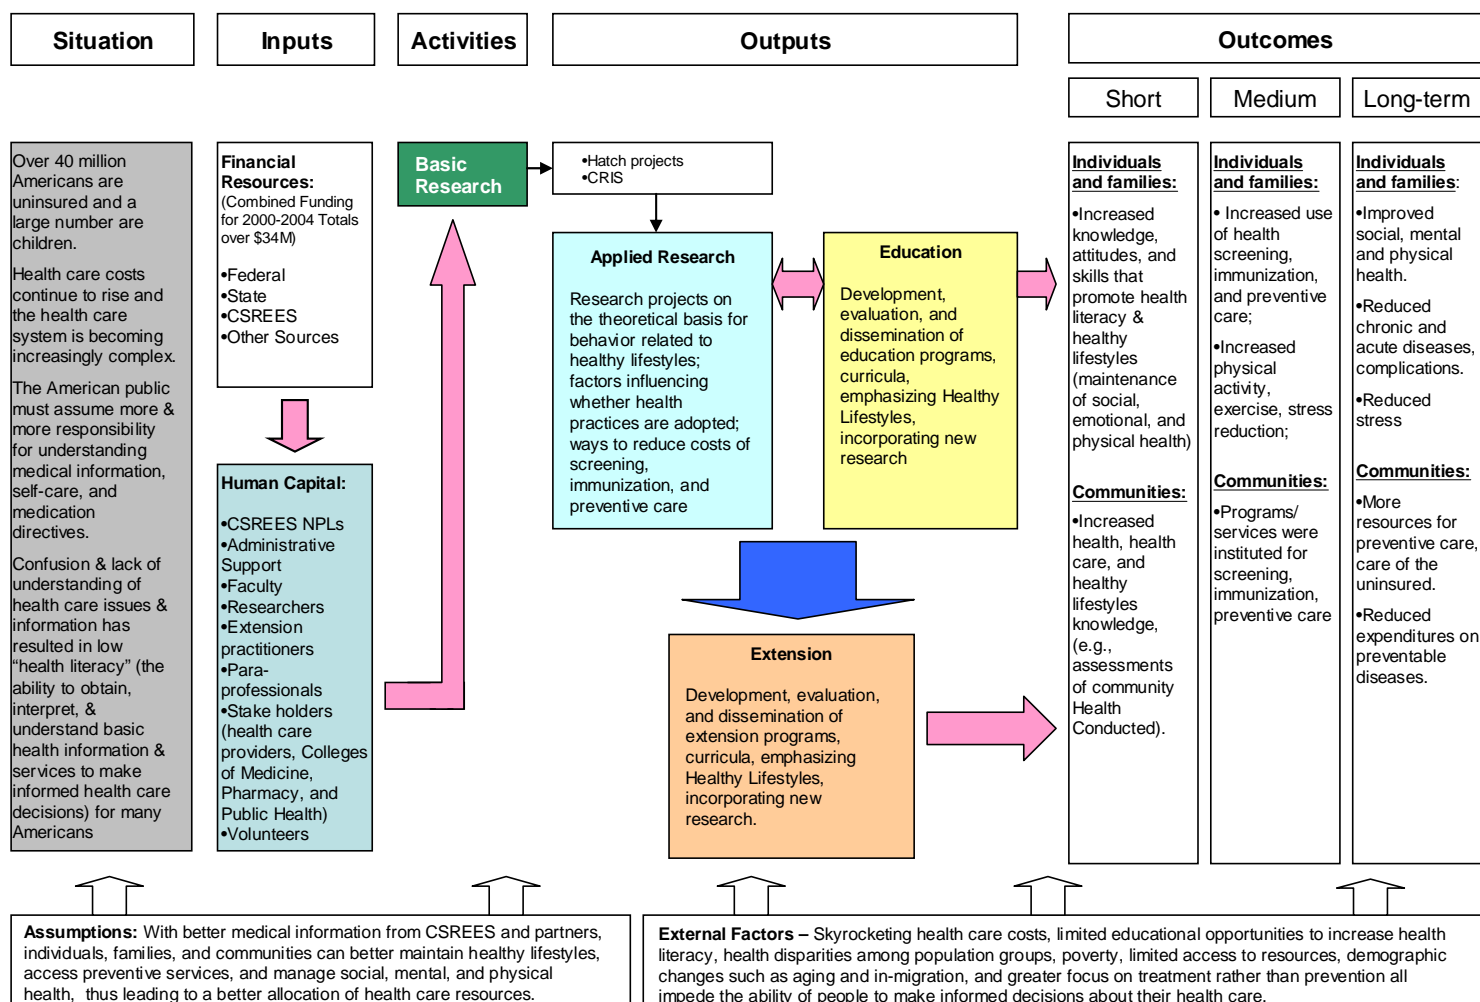 Situation
Inputs
Activities
Outputs
Outcomes
Short
Medium
Long-term
Over 40 million
Americans are
uninsured and a
large number are
children.
Health care costs
continue to rise and
the health care
system is becoming
increasingly complex.
The American public
must assume more &
more responsibility
for understanding
medical information,
self-care, and
medication
directives.
Confusion & lack of
understanding of
health care issues &
information has
resulted in low
“health literacy” (the
ability to obtain,
interpret, &
understand basic
health information &
services to make
informed health care
decisions) for many
Americans
Financial
Resources:
(Combined Funding
for 2000-2004 Totals
over $34M)
•Federal
•State
•CSREES
•Other Sources
Human Capital:
•CSREES NPLs
•Administrative
Support
•Faculty
•Researchers
•Extension
practitioners
•Para-
professionals
•Stake holders
(health care
providers, Colleges
of Medicine,
Pharmacy, and
Public Health)
•Volunteers
Basic
Research
•Hatch projects
•CRIS
Applied Research
Research projects on
the theoretical basis for
behavior related to
healthy lifestyles;
factors influencing
whether health
practices are adopted;
ways to reduce costs of
screening,
immunization, and
preventive care
Education
Development,
evaluation, and
dissemination of
education programs,
curricula,
emphasizing Healthy
Lifestyles,
incorporating new
research
Extension
Development, evaluation,
and dissemination of
extension programs,
curricula, emphasizing
Healthy Lifestyles,
incorporating new
research.
Individuals
and families:
•Increased
knowledge,
attitudes, and
skills that
promote health
literacy &
healthy
lifestyles
(maintenance
of social,
emotional, and
physical health)
Communities:
•Increased
health, health
care, and
healthy
lifestyles
knowledge,
(e.g.,
assessments
of community
Health
Conducted).
Individuals
and families:
• Increased use
of health
screening,
immunization,
and preventive
care;
•Increased
physical
activity,
exercise, stress
reduction;
Communities:
•Programs/
services were
instituted for
screening,
immunization,
preventive care
Individuals
and families:
•Improved
social, mental
and physical
health.
•Reduced
chronic and
acute diseases,
complications.
•Reduced
stress
Communities:
•More
resources for
preventive care,
care of the
uninsured.
•Reduced
expenditures on
preventable
diseases.
Assumptions: With better medical information from CSREES and partners,
individuals, families, and communities can better maintain healthy lifestyles,
access preventive services, and manage social, mental, and physical
health, thus leading to a better allocation of health care resources.
External Factors – Skyrocketing health care costs, limited educational opportunities to increase health
literacy, health disparities among population groups, poverty, limited access to resources, demographic
changes such as aging and in-migration, and greater focus on treatment rather than prevention all
impede the ability of people to make informed decisions about their health care.